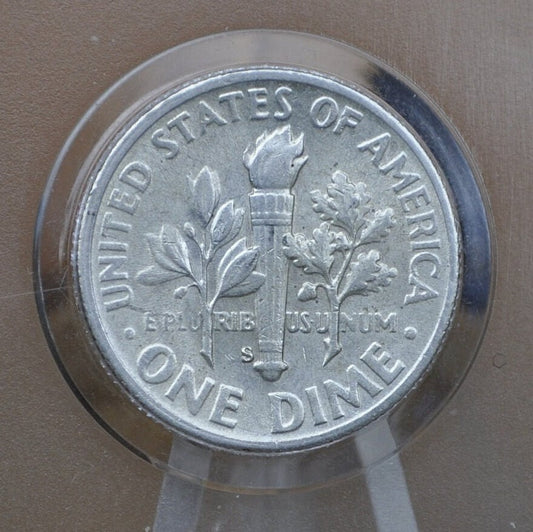 UNITED STATES OF AMERICA
E PLURIBUS UNUM
S
· ONE DIME ·